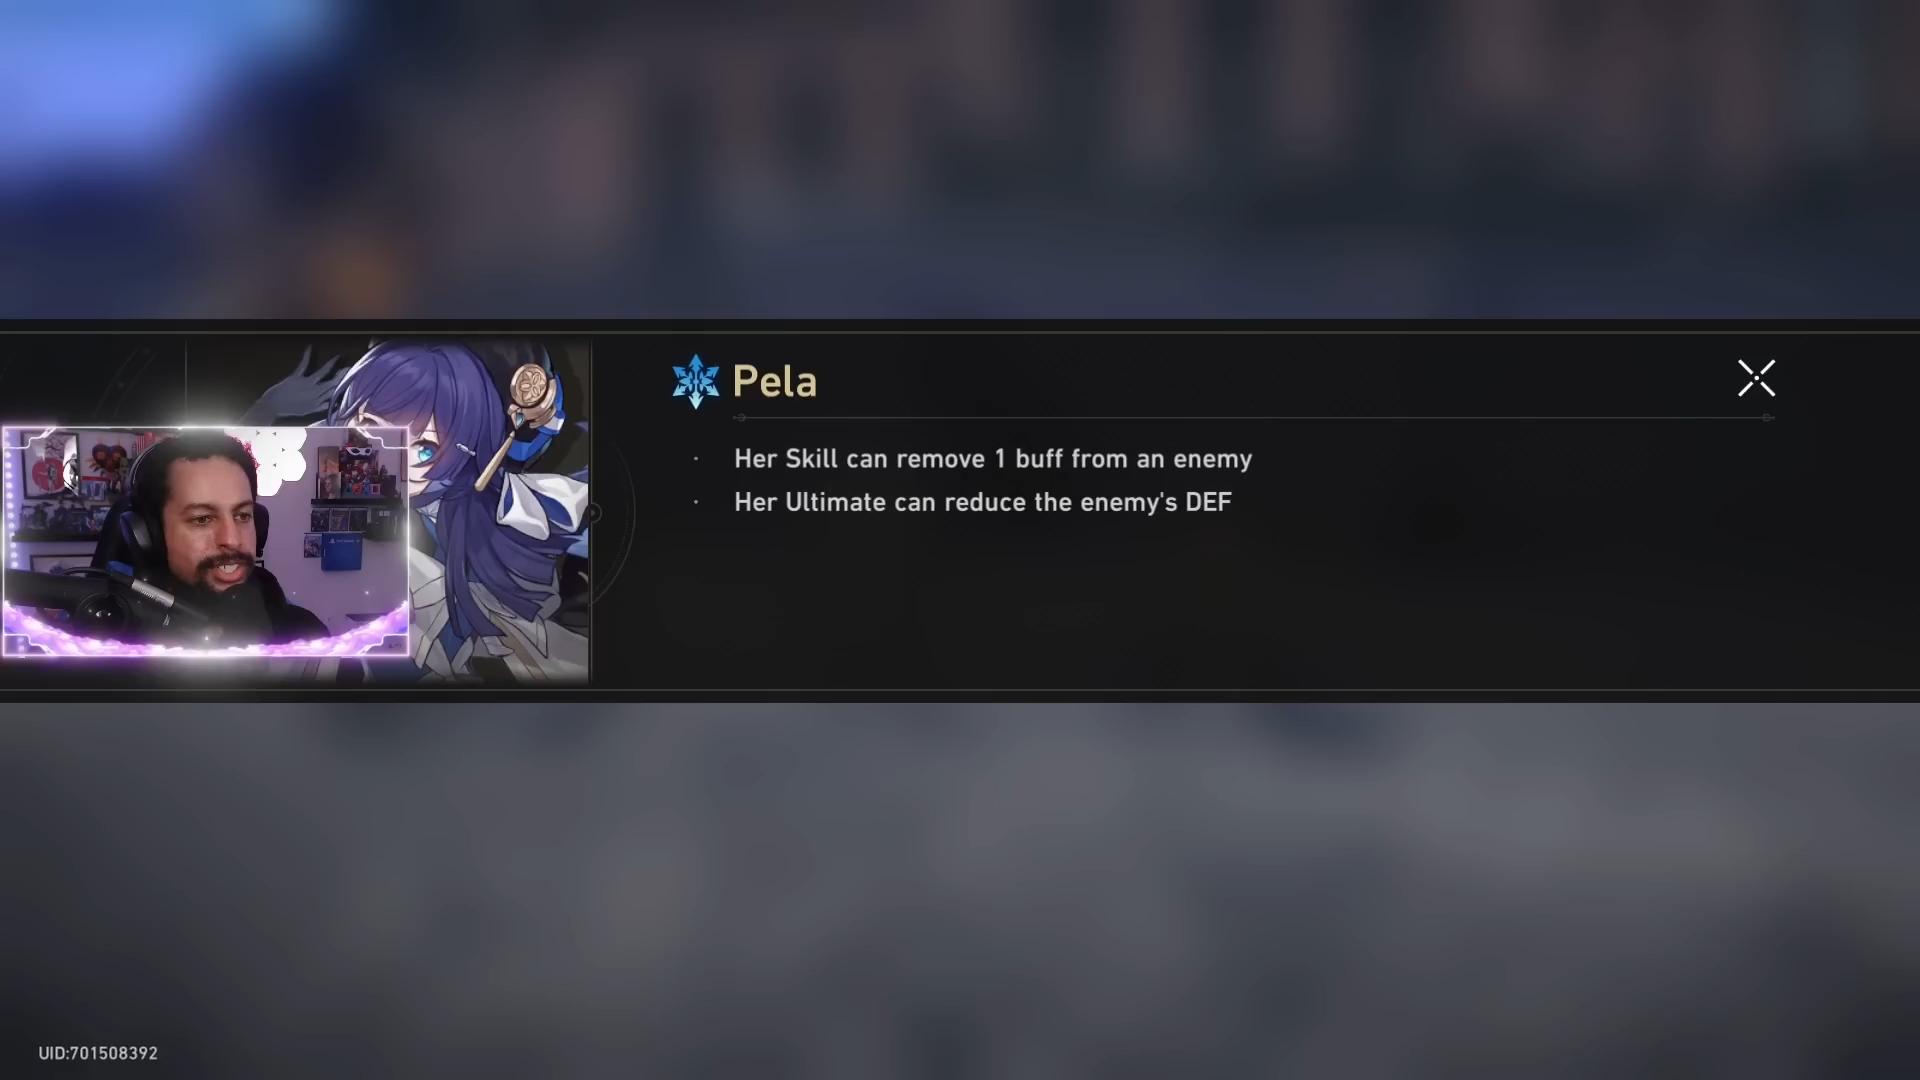 Pela
· Her Skill can remove 1 buff from an enemy
· Her Ultimate can reduce the enemy's DEF
UID:701508392